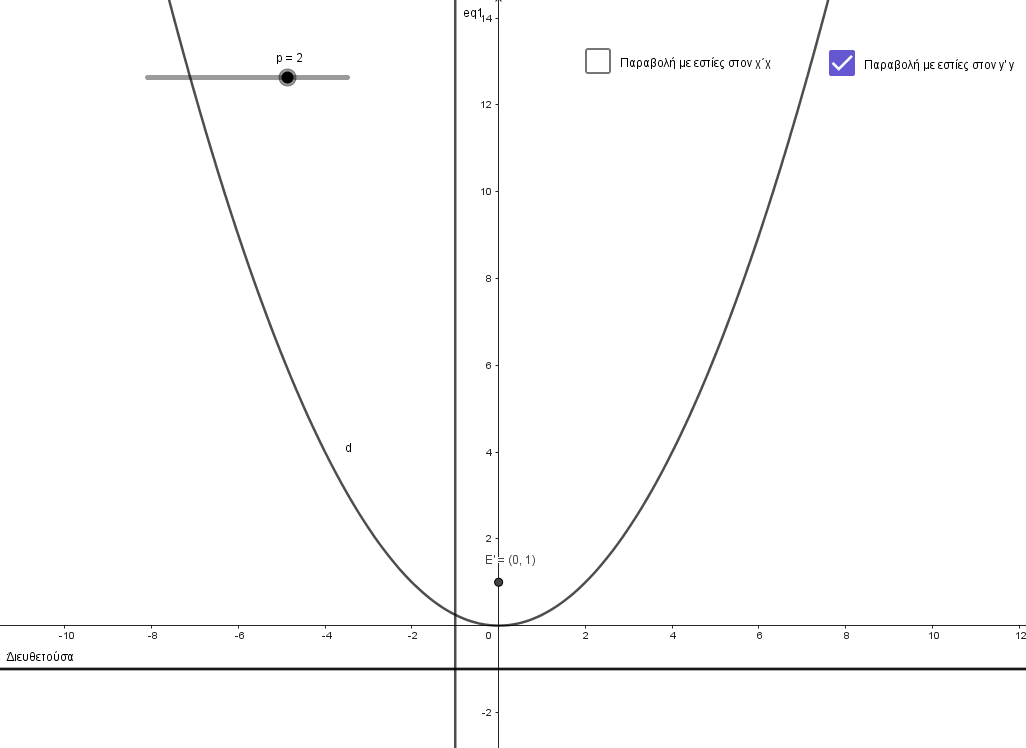 eq1
14
p = 2
Παραβολή με εστίες στον χ΄χ
Παραβολή με εστίες στον y'y
12
10
8
6
d
4
2
E' = (0, 1)
-10 -8 -6 -4 -2 0 2 4 6 8 10 12
Διευθετούσα
-2